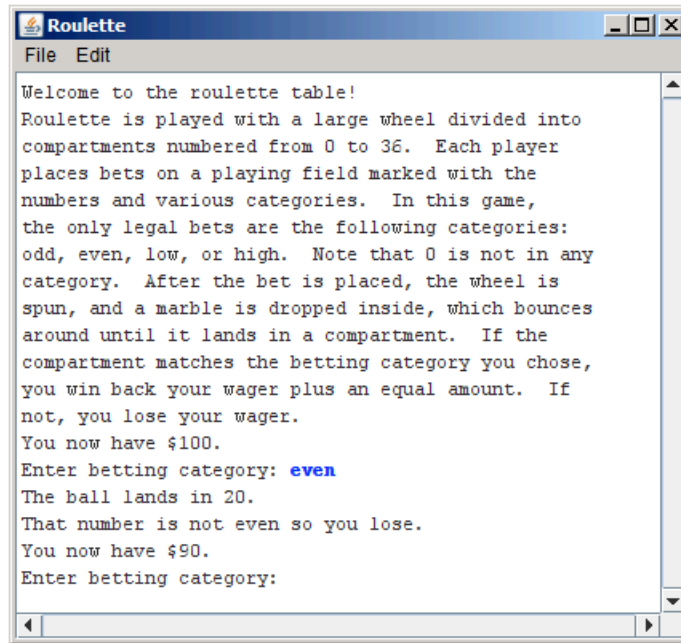 Roulette
File Edit
Welcome to the roulette table!
Roulette is played with a large wheel divided into
compartments numbered from 0 to 36.  Each player
places bets on a playing field marked with the
numbers and various categories.  In this game,
the only legal bets are the following categories:
odd, even, low, or high.  Note that 0 is not in any
category.  After the bet is placed, the wheel is
spun, and a marble is dropped inside, which bounces
around until it lands in a compartment.  If the
compartment matches the betting category you chose,
you win back your wager plus an equal amount.  If
not, you lose your wager.
You now have $100.
Enter betting category: even
The ball lands in 20.
That number is not even so you lose.
You now have $90.
Enter betting category: